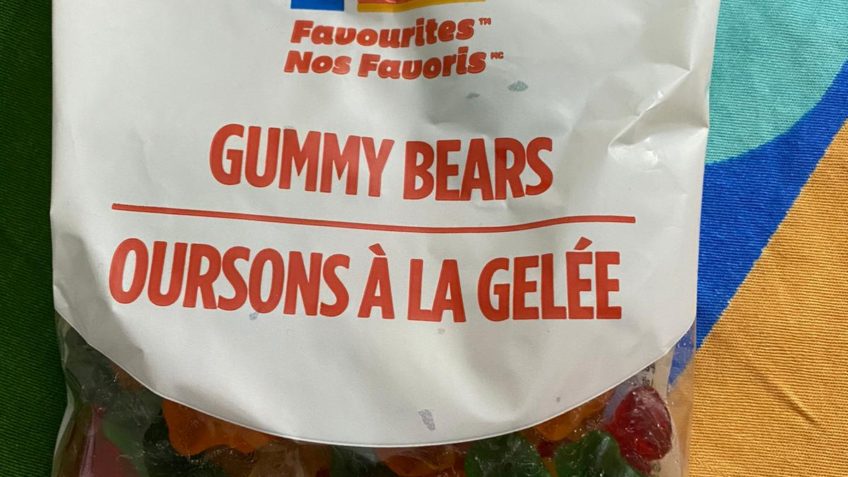 Favourites™
Nos Favoris MC
GUMMY BEARS
OURSONS À LA GELÉE